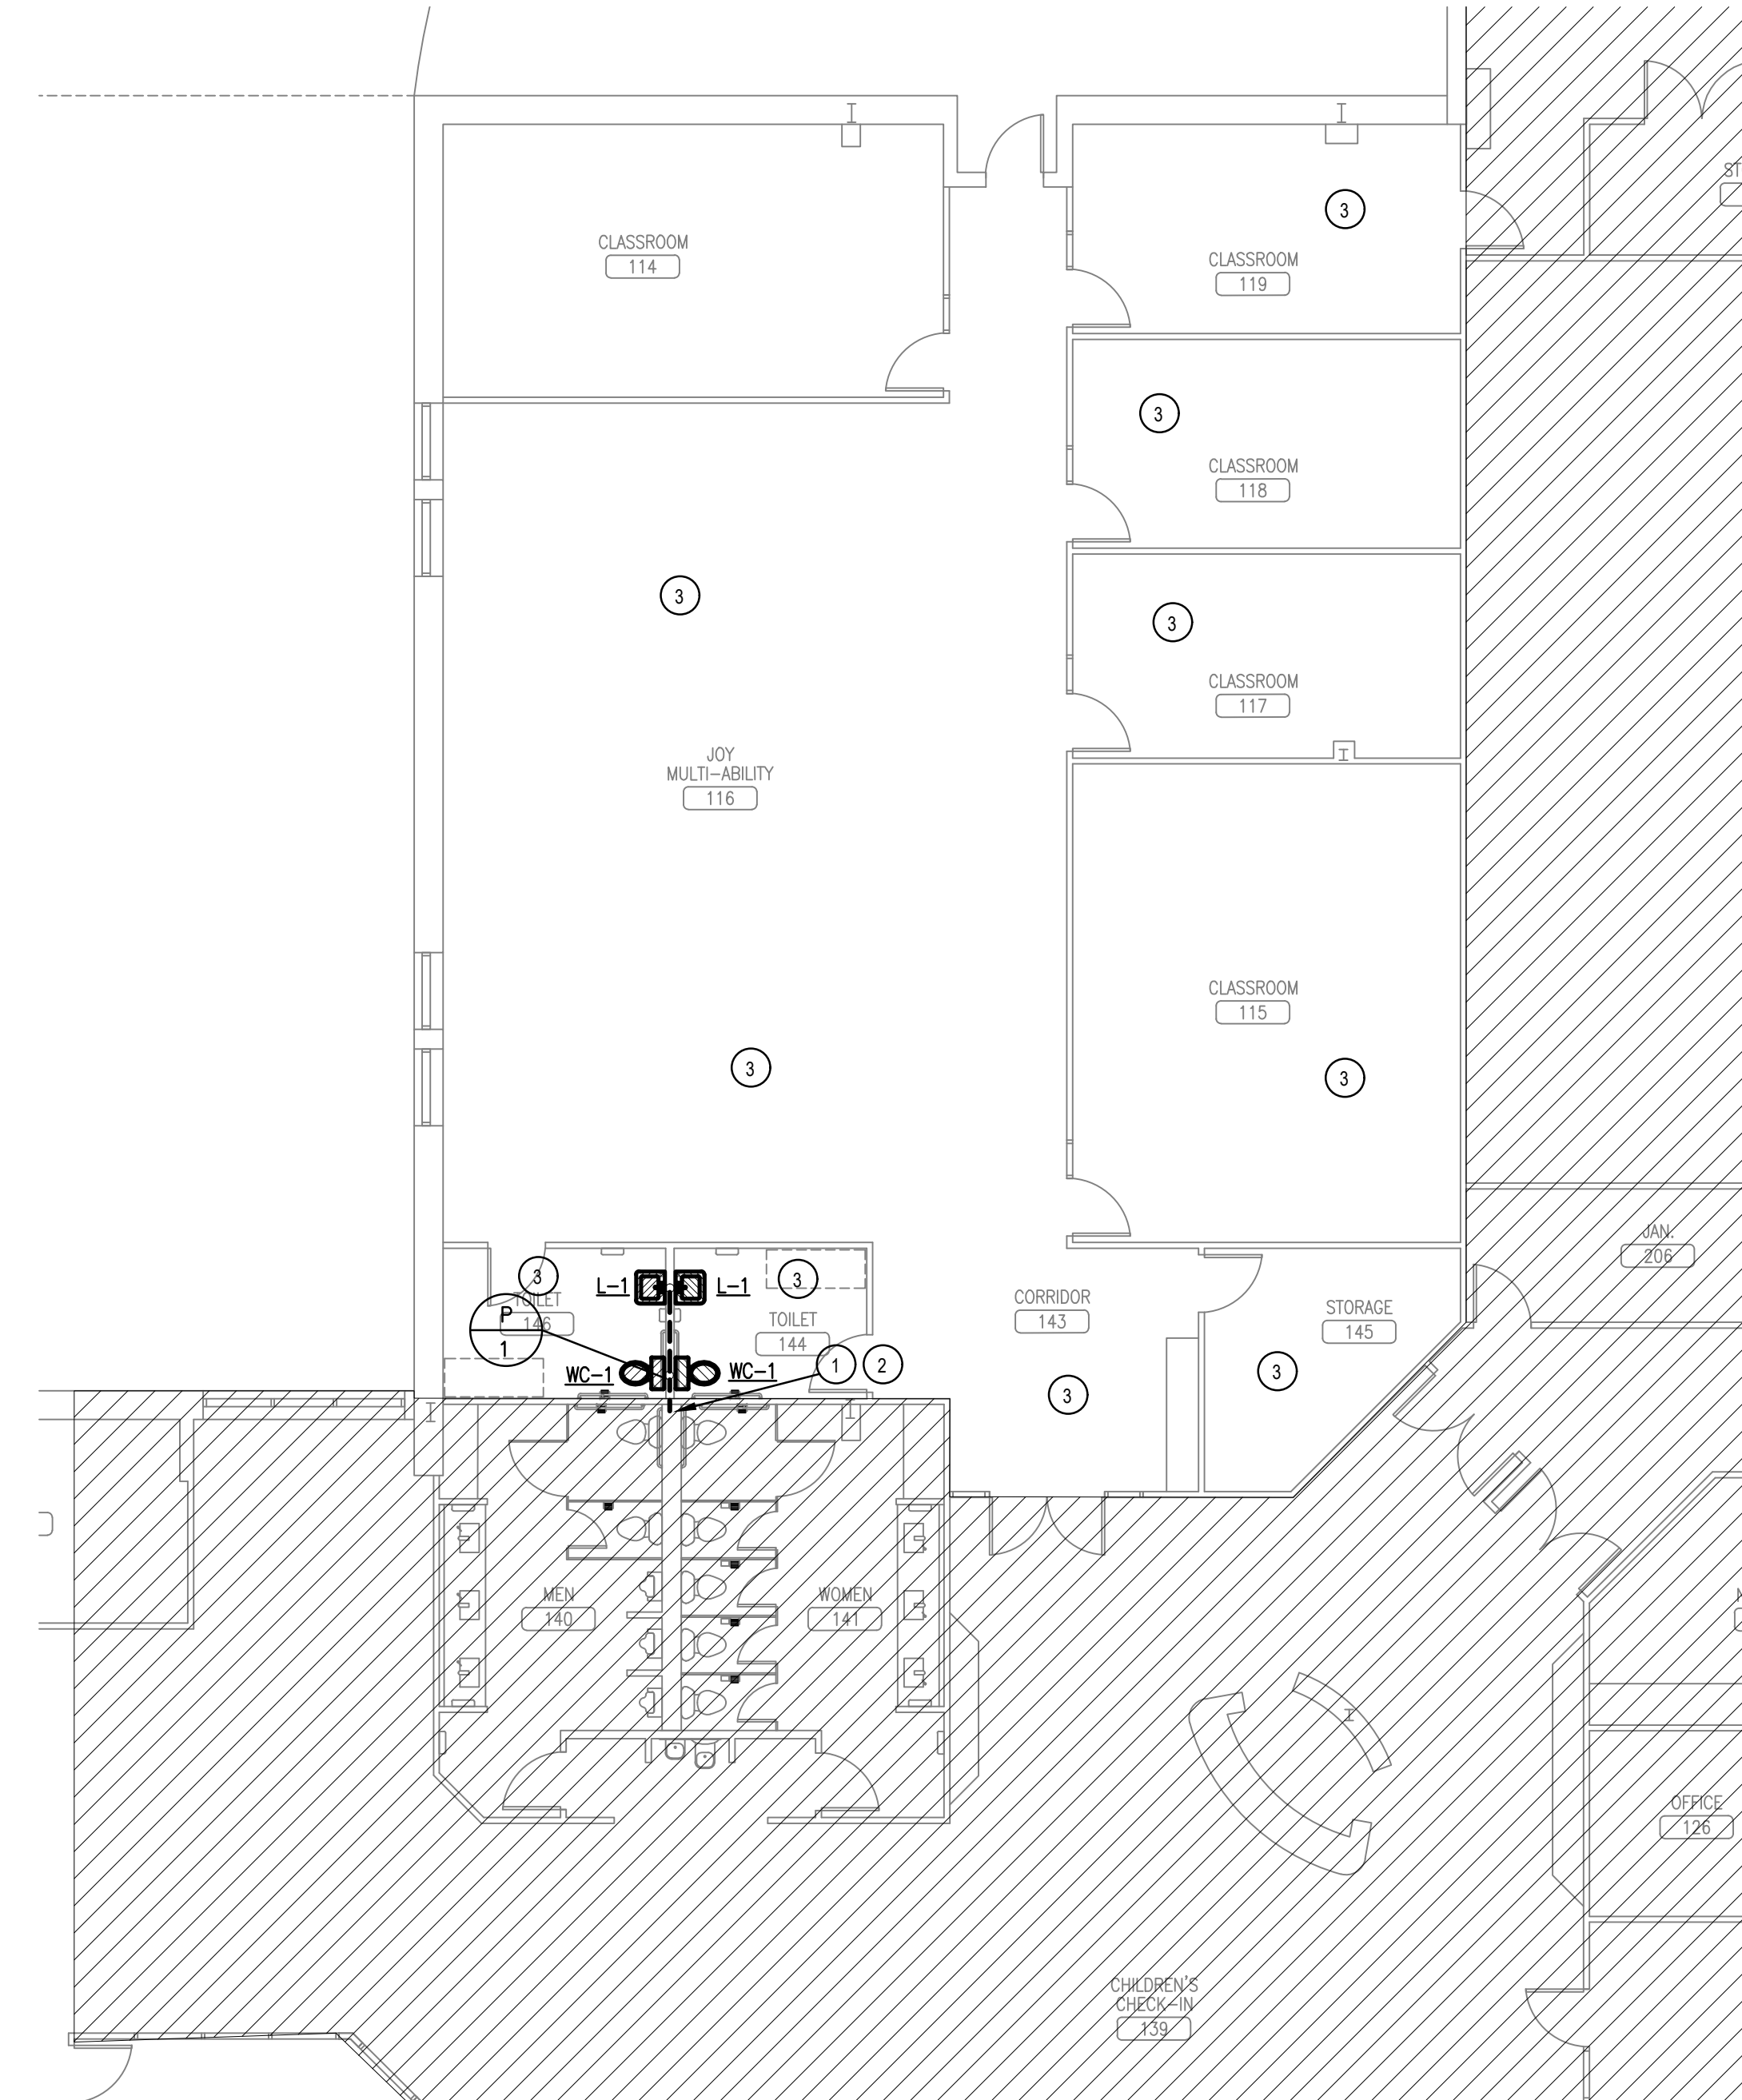 ST
3
CLASSROOM
114
CLASSROOM
119
3
CLASSROOM
118
3
3
CLASSROOM
117
JOY
MULTI-ABILITY
116
CLASSROOM
115
3
3
JAN.
206
3
3
L-1
L-1
TOILET
146
P
1
TOILET
144
CORRIDOR
143
STORAGE
145
WC-1
WC-1
1
2
3
3
MEN
140
WOMEN
141
M
OFFICE
126
CHILDREN'S
CHECK-IN
139